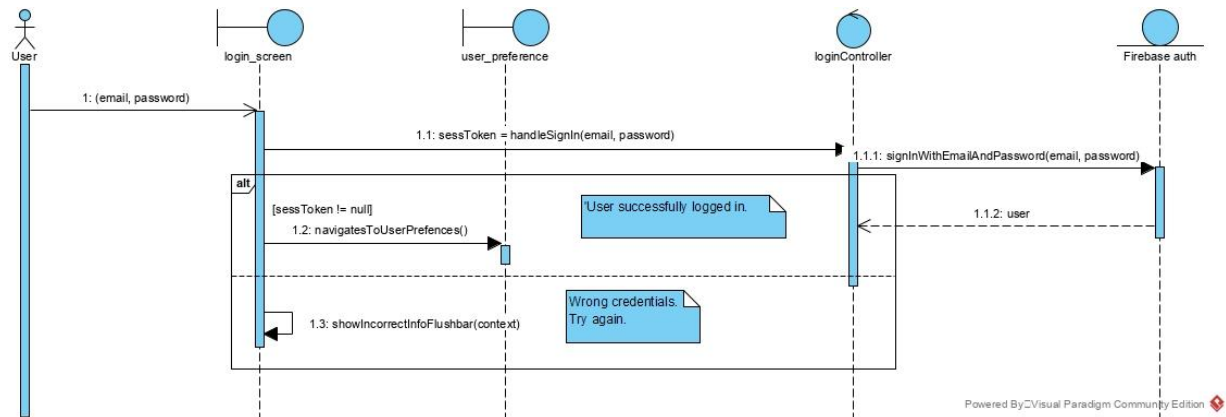 User
login_screen
user_preference
loginController
Firebase auth
1: (email, password)
1.1: sessToken = handleSignIn(email, password)
1.1.1: signInWithEmailAndPassword(email, password)
alt
[sessToken != null]
'User successfully logged in.
1.1.2: user
1.2: navigatesToUserPrefences()
Wrong credentials.
Try again.
1.3: showIncorrectInfoFlushbar(context)
Powered By Visual Paradigm Community Edition